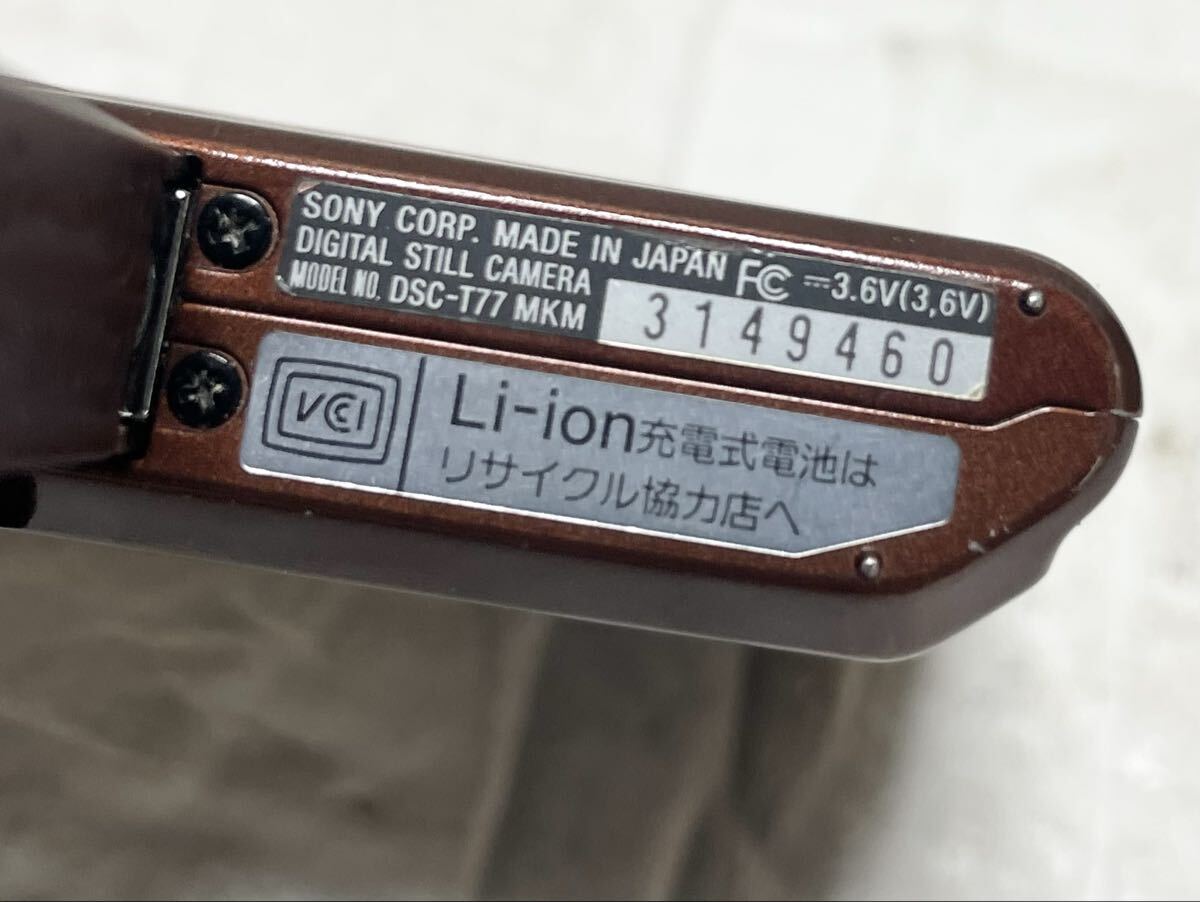 SONY CORP. MADE IN JAPAN FC ⎓3.6V(3,6V)
DIGITAL STILL CAMERA
MODEL NO. DSC-T77 MKM 3149460
VCCI Li-ion充電式電池は
リサイクル協力店へ